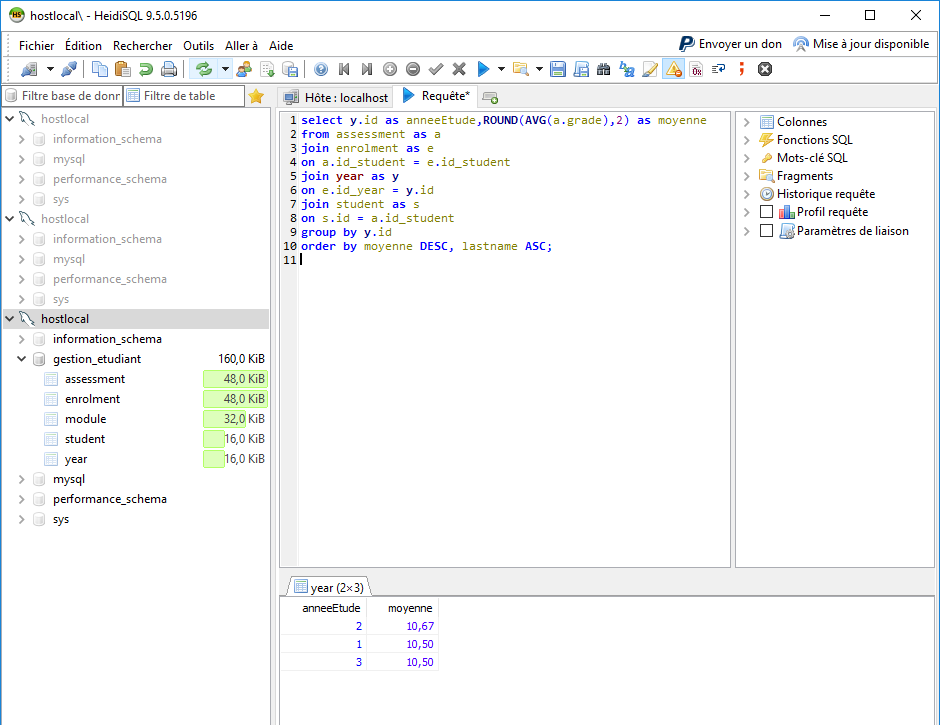 hostlocal\ - HeidiSQL 9.5.0.5196
Fichier Édition Rechercher Outils Aller à Aide
Envoyer un don Mise à jour disponible
Filtre base de donr Filtre de table
Hôte : localhost Requête*
hostlocal
information_schema
mysql
performance_schema
sys
hostlocal
information_schema
mysql
performance_schema
sys
hostlocal
information_schema
gestion_etudiant 160,0 KiB
assessment 48,0 KiB
enrolment 48,0 KiB
module 32,0 KiB
student 16,0 KiB
year 16,0 KiB
mysql
performance_schema
sys
1 select y.id as anneeEtude,ROUND(AVG(a.grade),2) as moyenne
2 from assessment as a
3 join enrolment as e
4 on a.id_student = e.id_student
5 join year as y
6 on e.id_year = y.id
7 join student as s
8 on s.id = a.id_student
9 group by y.id
10 order by moyenne DESC, lastname ASC;
11
Colonnes
Fonctions SQL
Mots-clé SQL
Fragments
Historique requête
Profil requête
Paramètres de liaison
year (2×3)
anneeEtude moyenne
2 10,67
1 10,50
3 10,50